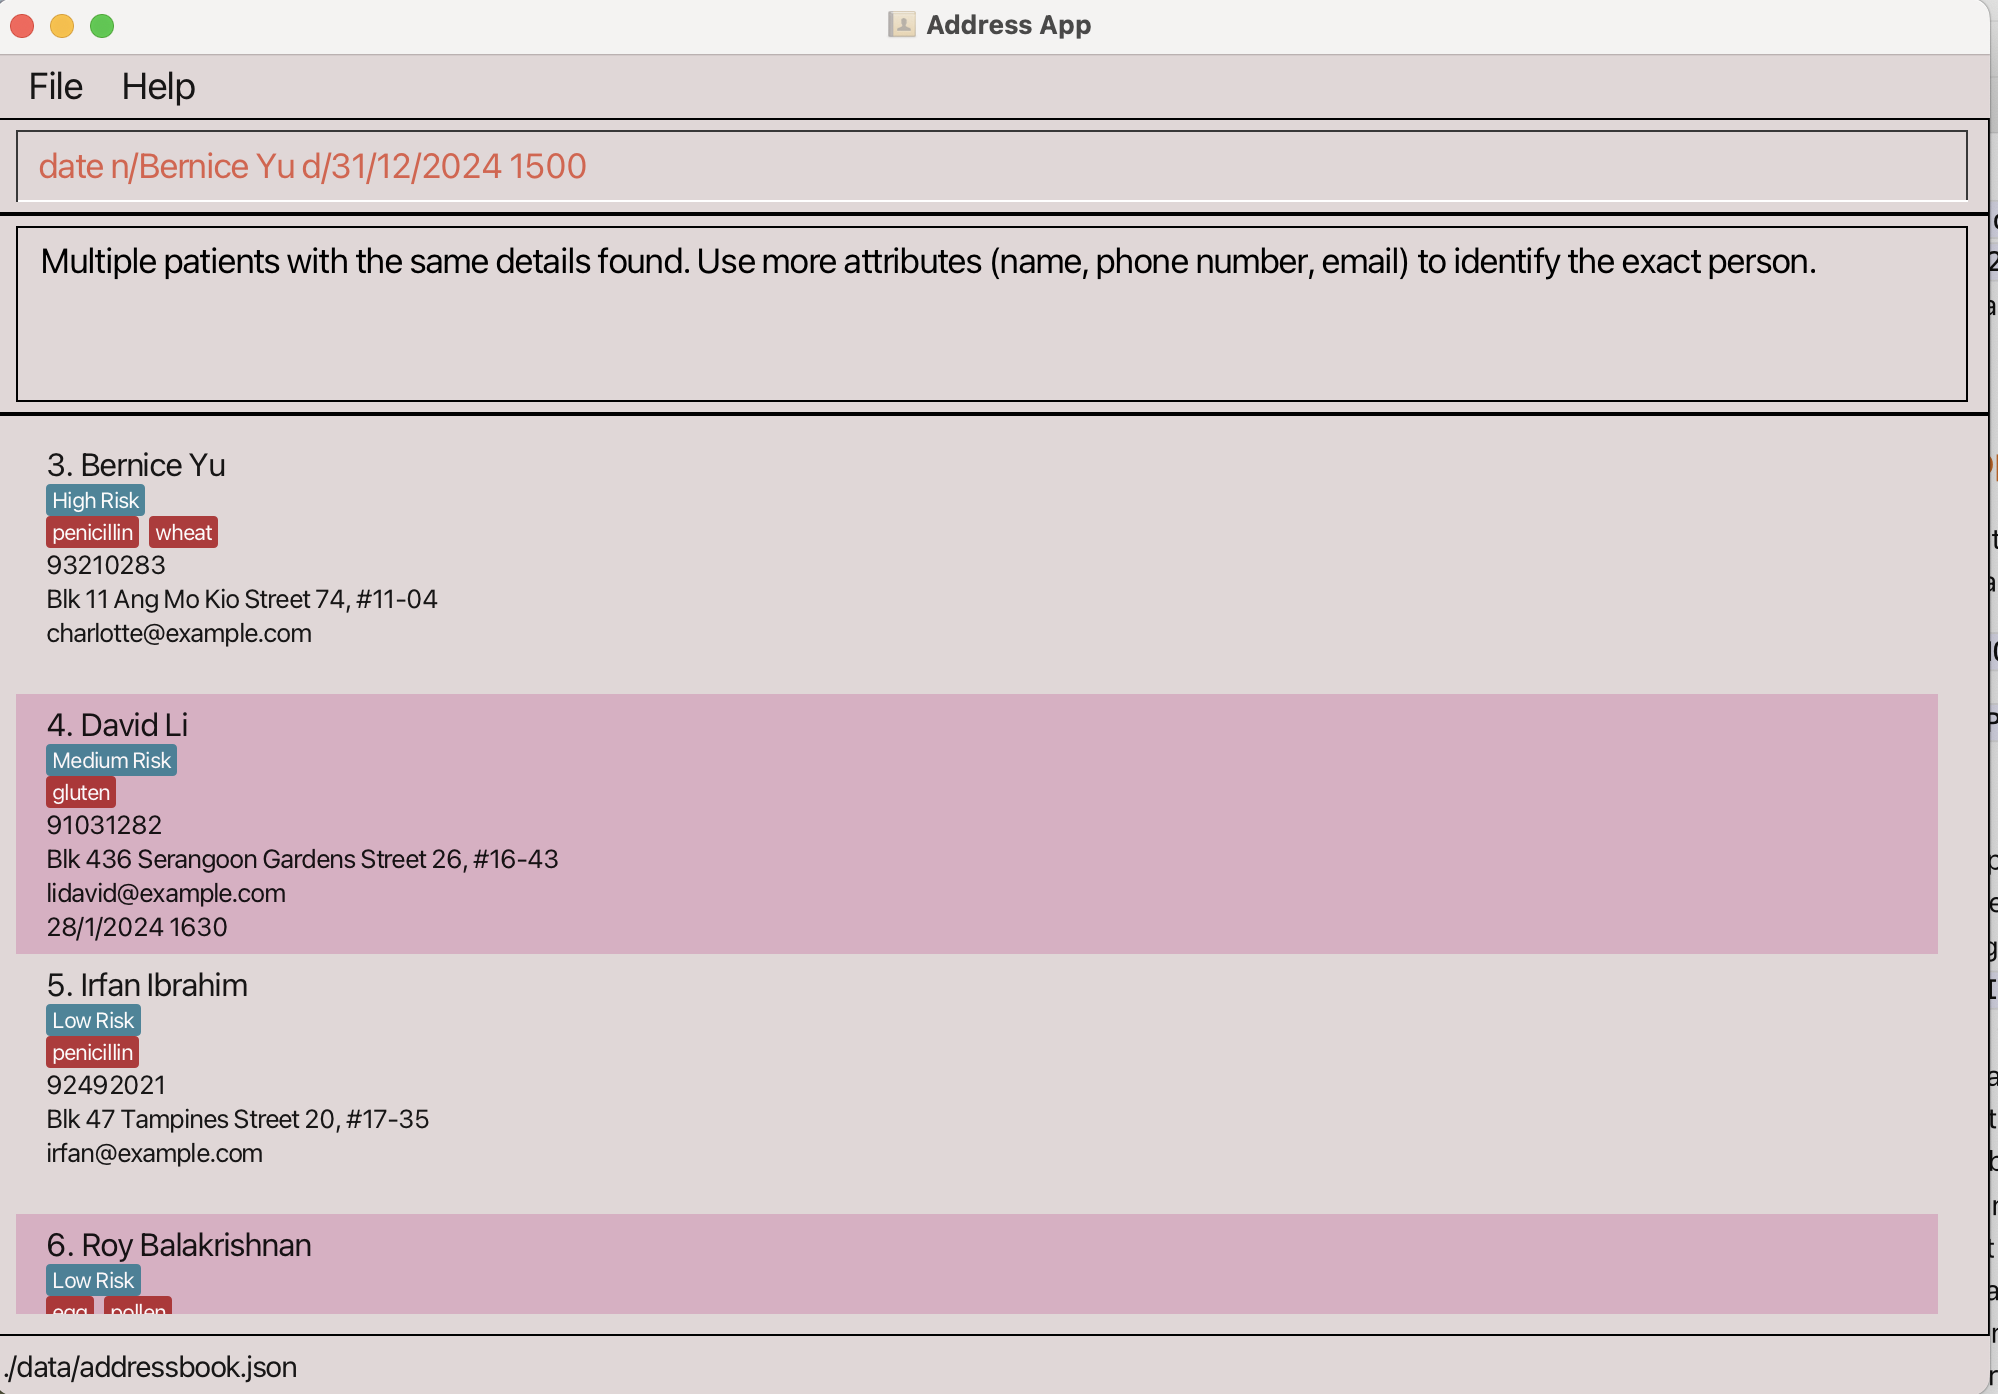 Address App
File Help
date n/Bernice Yu d/31/12/2024 1500
Multiple patients with the same details found. Use more attributes (name, phone number, email) to identify the exact person.
3. Bernice Yu
High Risk
penicillin wheat
93210283
Blk 11 Ang Mo Kio Street 74, #11-04
charlotte@example.com
4. David Li
Medium Risk
gluten
91031282
Blk 436 Serangoon Gardens Street 26, #16-43
lidavid@example.com
28/1/2024 1630
5. Irfan Ibrahim
Low Risk
penicillin
92492021
Blk 47 Tampines Street 20, #17-35
irfan@example.com
6. Roy Balakrishnan
Low Risk
egg pollen
./data/addressbook.json